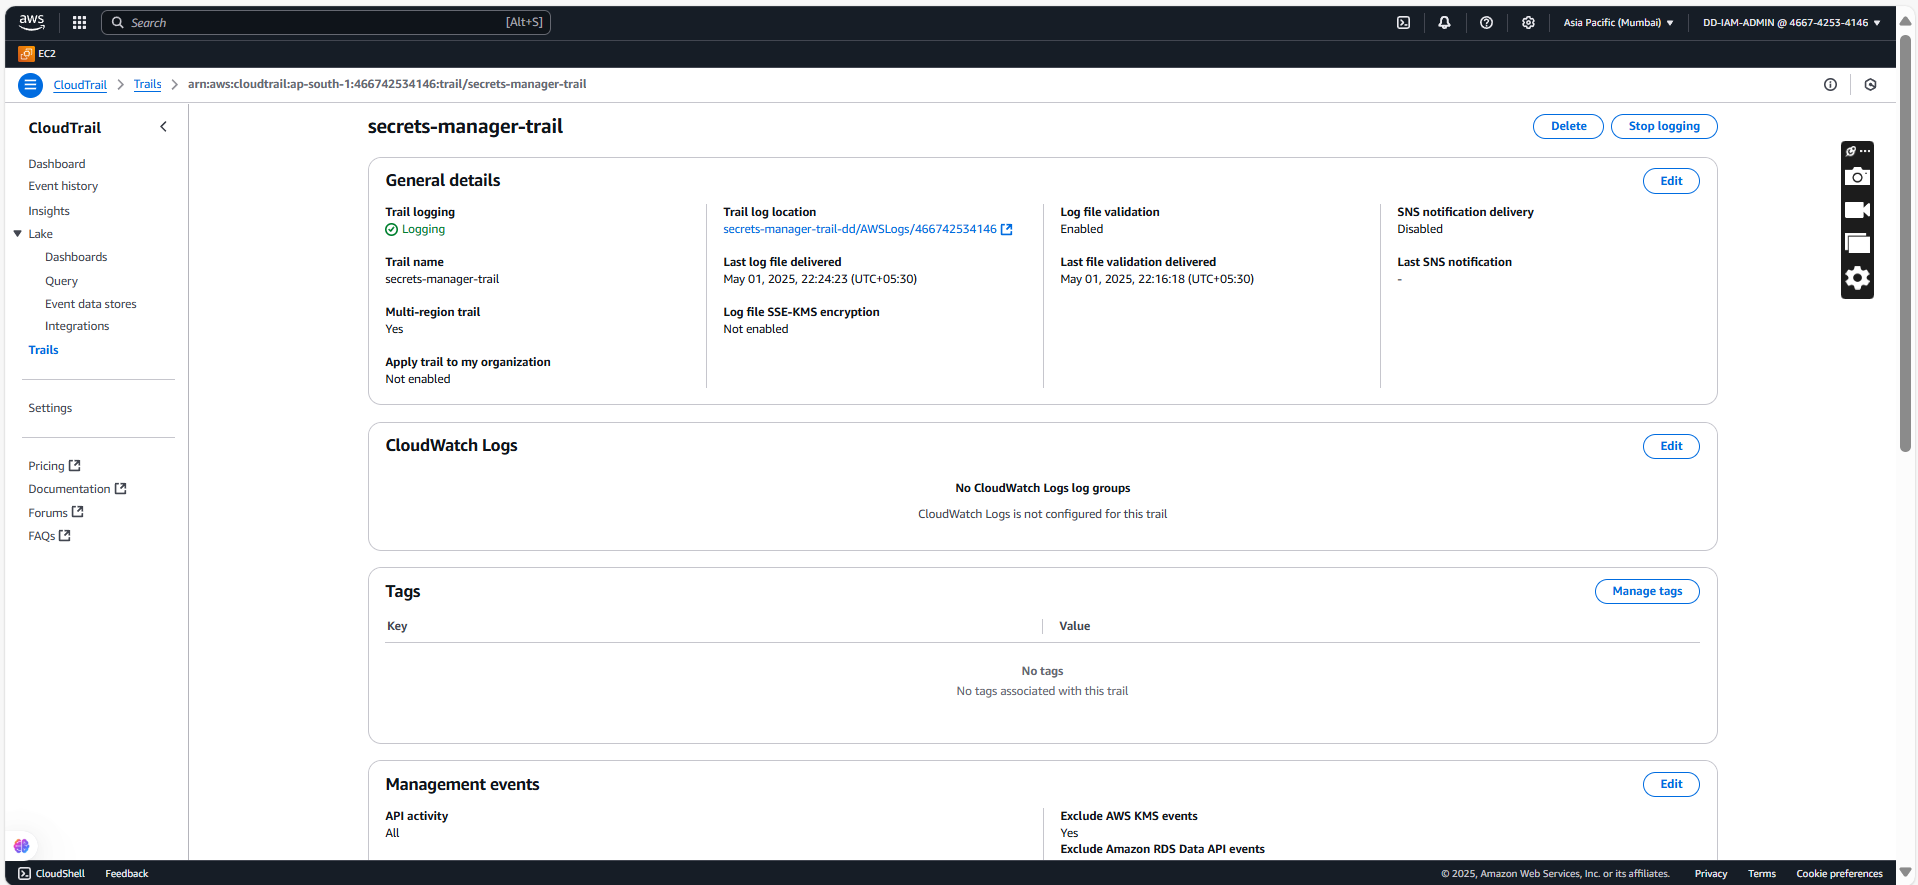 aws
Search [Alt+S]
Asia Pacific (Mumbai)
DD-IAM-ADMIN @ 4667-4253-4146
EC2
CloudTrail
Trails
arn:aws:cloudtrail:ap-south-1:466742534146:trail/secrets-manager-trail
CloudTrail
Dashboard
Event history
Insights
Lake
Dashboards
Query
Event data stores
Integrations
Trails
Settings
Pricing
Documentation
Forums
FAQs
secrets-manager-trail
Delete
Stop logging
General details
Edit
Trail logging
Logging
Trail name
secrets-manager-trail
Multi-region trail
Yes
Apply trail to my organization
Not enabled
Trail log location
secrets-manager-trail-dd/AWSLogs/466742534146
Last log file delivered
May 01, 2025, 22:24:23 (UTC+05:30)
Log file SSE-KMS encryption
Not enabled
Log file validation
Enabled
Last file validation delivered
May 01, 2025, 22:16:18 (UTC+05:30)
SNS notification delivery
Disabled
Last SNS notification
-
CloudWatch Logs
Edit
No CloudWatch Logs log groups
CloudWatch Logs is not configured for this trail
Tags
Manage tags
Key
Value
No tags
No tags associated with this trail
Management events
Edit
API activity
All
Exclude AWS KMS events
Yes
Exclude Amazon RDS Data API events
CloudShell
Feedback
© 2025, Amazon Web Services, Inc. or its affiliates.
Privacy
Terms
Cookie preferences